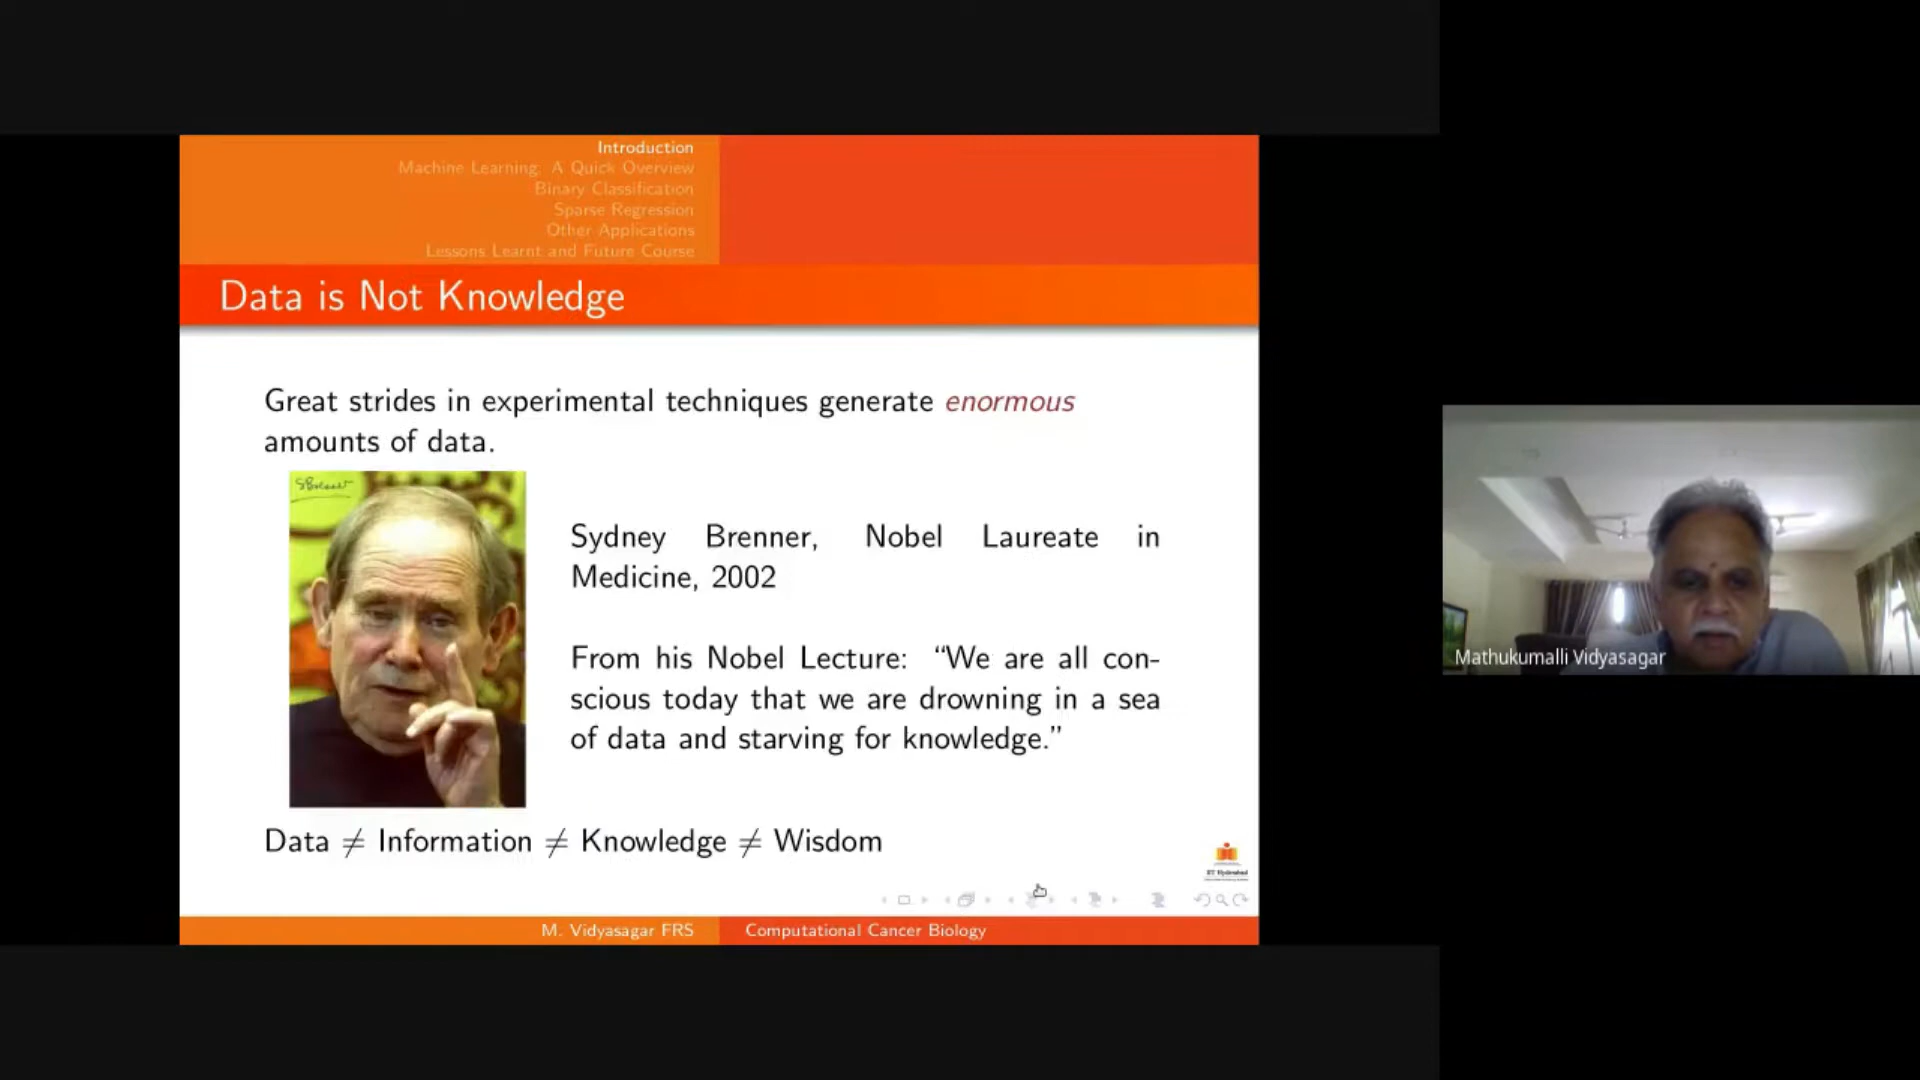 Introduction
Machine Learning: A Quick Overview
Binary Classification
Sparse Regression
Other Applications
Lessons Learnt and Future Course
Data is Not Knowledge
Great strides in experimental techniques generate enormous
amounts of data.
Sydney Brenner, Nobel Laureate in
Medicine, 2002
From his Nobel Lecture: “We are all con-
scious today that we are drowning in a sea
of data and starving for knowledge.”
Data ≠ Information ≠ Knowledge ≠ Wisdom
IIT Hyderabad
M. Vidyasagar FRS
Computational Cancer Biology
Mathukumalli Vidyasagar